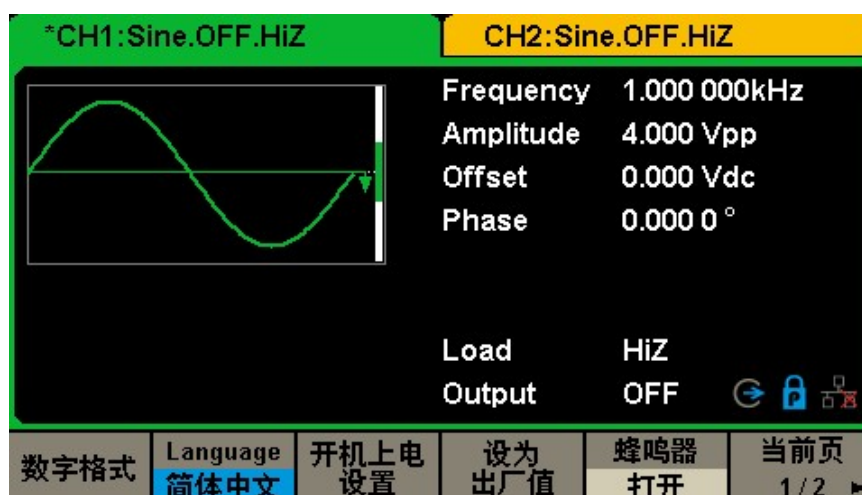 *CH1:Sine.OFF.HiZ
CH2:Sine.OFF.HiZ
Frequency 1.000 000kHz
Amplitude 4.000 Vpp
Offset 0.000 Vdc
Phase 0.000 0 °
Load HiZ
Output OFF
P
数字格式
Language
简体中文
开机上电
设置
设为
出厂值
蜂鸣器
打开
当前页
1/2